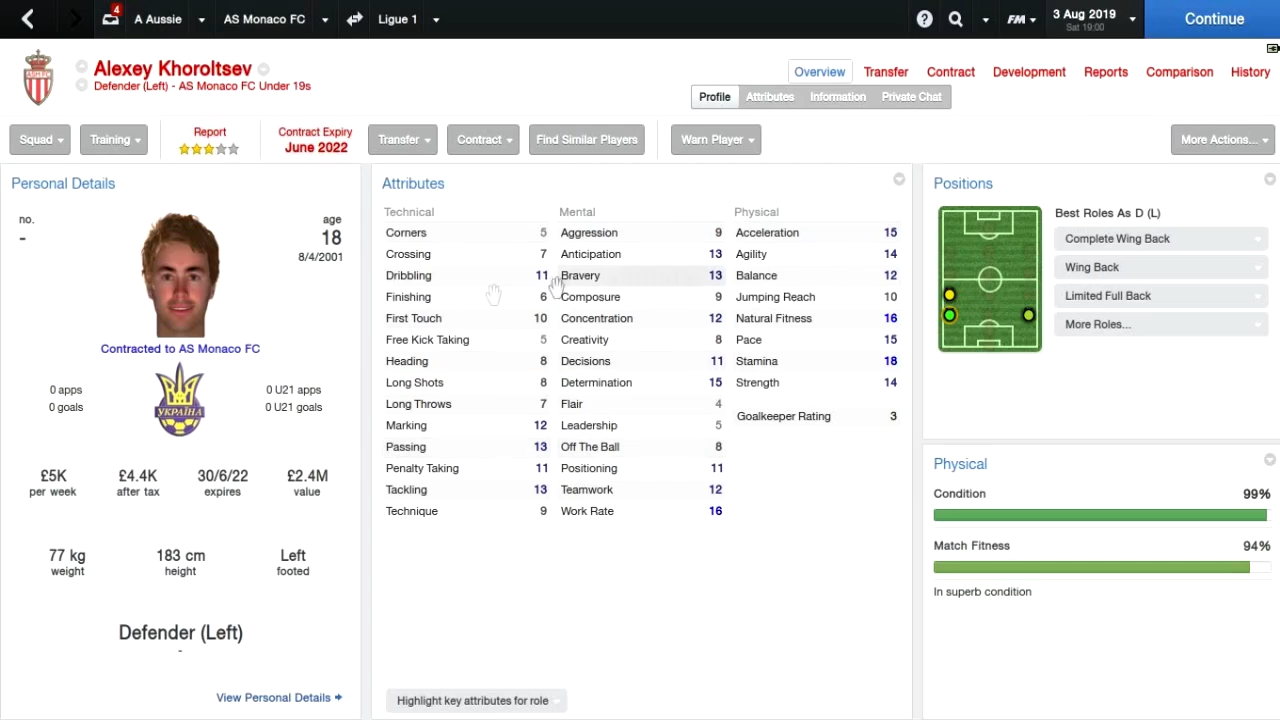 4
A Aussie
AS Monaco FC
Ligue 1
FM
3 Aug 2019
Sat 19:00
Continue
Alexey Khoroltsev
Defender (Left) - AS Monaco FC Under 19s
Overview
Transfer
Contract
Development
Reports
Comparison
History
Profile
Attributes
Information
Private Chat
Squad
Training
Report
Contract Expiry
June 2022
Transfer
Contract
Find Similar Players
Warn Player
More Actions...
Personal Details
no.
-
age
18
8/4/2001
Contracted to AS Monaco FC
0 apps
0 goals
УКРАЇНА
0 U21 apps
0 U21 goals
£5K
per week
£4.4K
after tax
30/6/22
expires
£2.4M
value
77 kg
weight
183 cm
height
Left
footed
Defender (Left)
-
View Personal Details
Attributes
Technical
Corners 5
Crossing 7
Dribbling 11
Finishing 6
First Touch 10
Free Kick Taking 5
Heading 8
Long Shots 8
Long Throws 7
Marking 12
Passing 13
Penalty Taking 11
Tackling 13
Technique 9
Mental
Aggression 9
Anticipation 13
Bravery 13
Composure 9
Concentration 12
Creativity 8
Decisions 11
Determination 15
Flair 4
Leadership 5
Off The Ball 8
Positioning 11
Teamwork 12
Work Rate 16
Physical
Acceleration 15
Agility 14
Balance 12
Jumping Reach 10
Natural Fitness 16
Pace 15
Stamina 18
Strength 14
Goalkeeper Rating 3
Highlight key attributes for role
Positions
Best Roles As D (L)
Complete Wing Back
Wing Back
Limited Full Back
More Roles...
Physical
Condition 99%
Match Fitness 94%
In superb condition